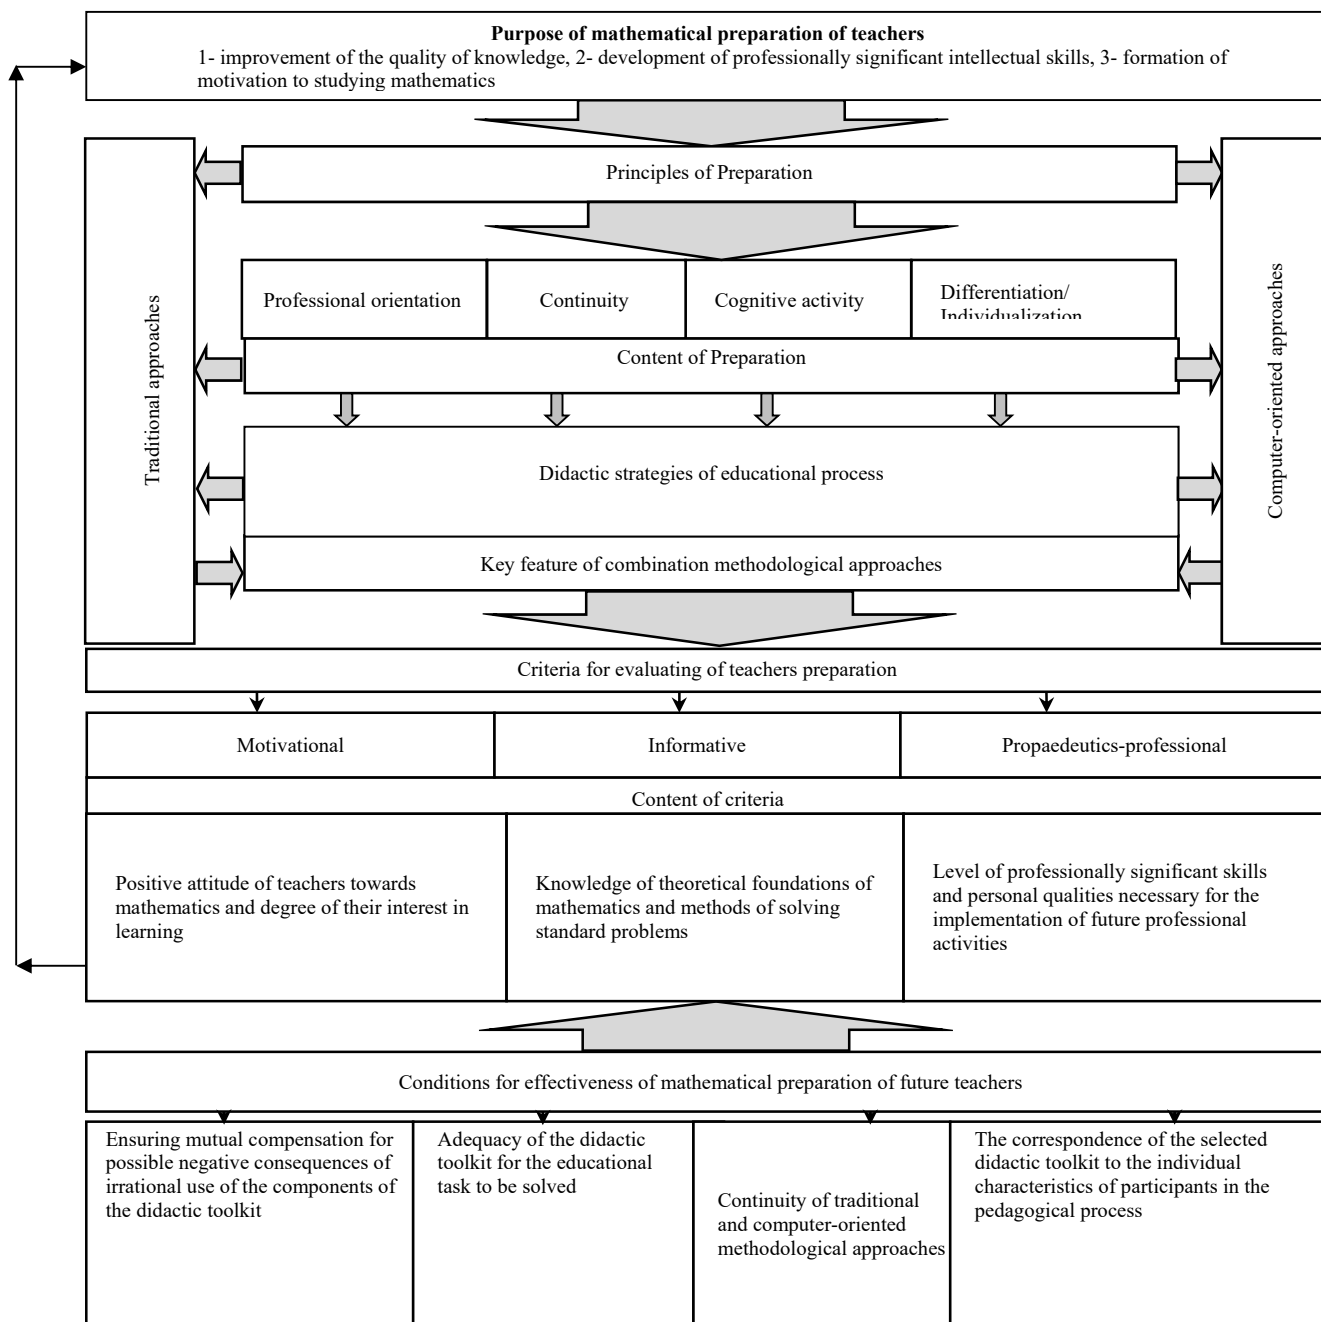 Purpose of mathematical preparation of teachers
1- improvement of the quality of knowledge, 2- development of professionally significant intellectual skills, 3- formation of
motivation to studying mathematics
Principles of Preparation
Traditional approaches
Computer-oriented approaches
Professional orientation
Continuity
Cognitive activity
Differentiation/
Individualization
Content of Preparation
Didactic strategies of educational process
Key feature of combination methodological approaches
Criteria for evaluating of teachers preparation
Motivational
Informative
Propaedeutics-professional
Content of criteria
Positive attitude of teachers towards
mathematics and degree of their interest in
learning
Knowledge of theoretical foundations of
mathematics and methods of solving
standard problems
Level of professionally significant skills
and personal qualities necessary for the
implementation of future professional
activities
Conditions for effectiveness of mathematical preparation of future teachers
Ensuring mutual compensation for
possible negative consequences of
irrational use of the components of
the didactic toolkit
Adequacy of the didactic
toolkit for the educational
task to be solved
Continuity of traditional
and computer-oriented
methodological approaches
The correspondence of the selected
didactic toolkit to the individual
characteristics of participants in the
pedagogical process